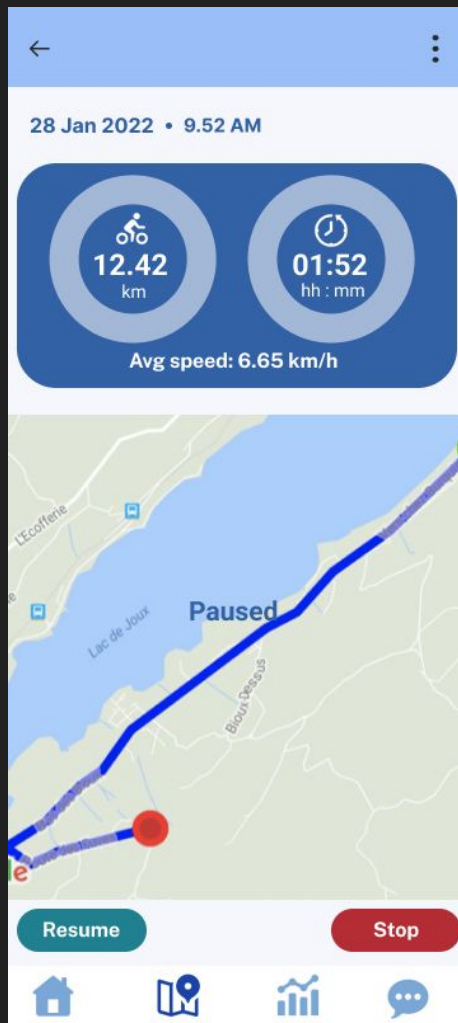 28 Jan 2022 • 9.52 AM
12.42
km
01:52
hh : mm
Avg speed: 6.65 km/h
L'Ecofferie
Lac de Joux
Paused
Bioux-Dessus
Resume
Stop